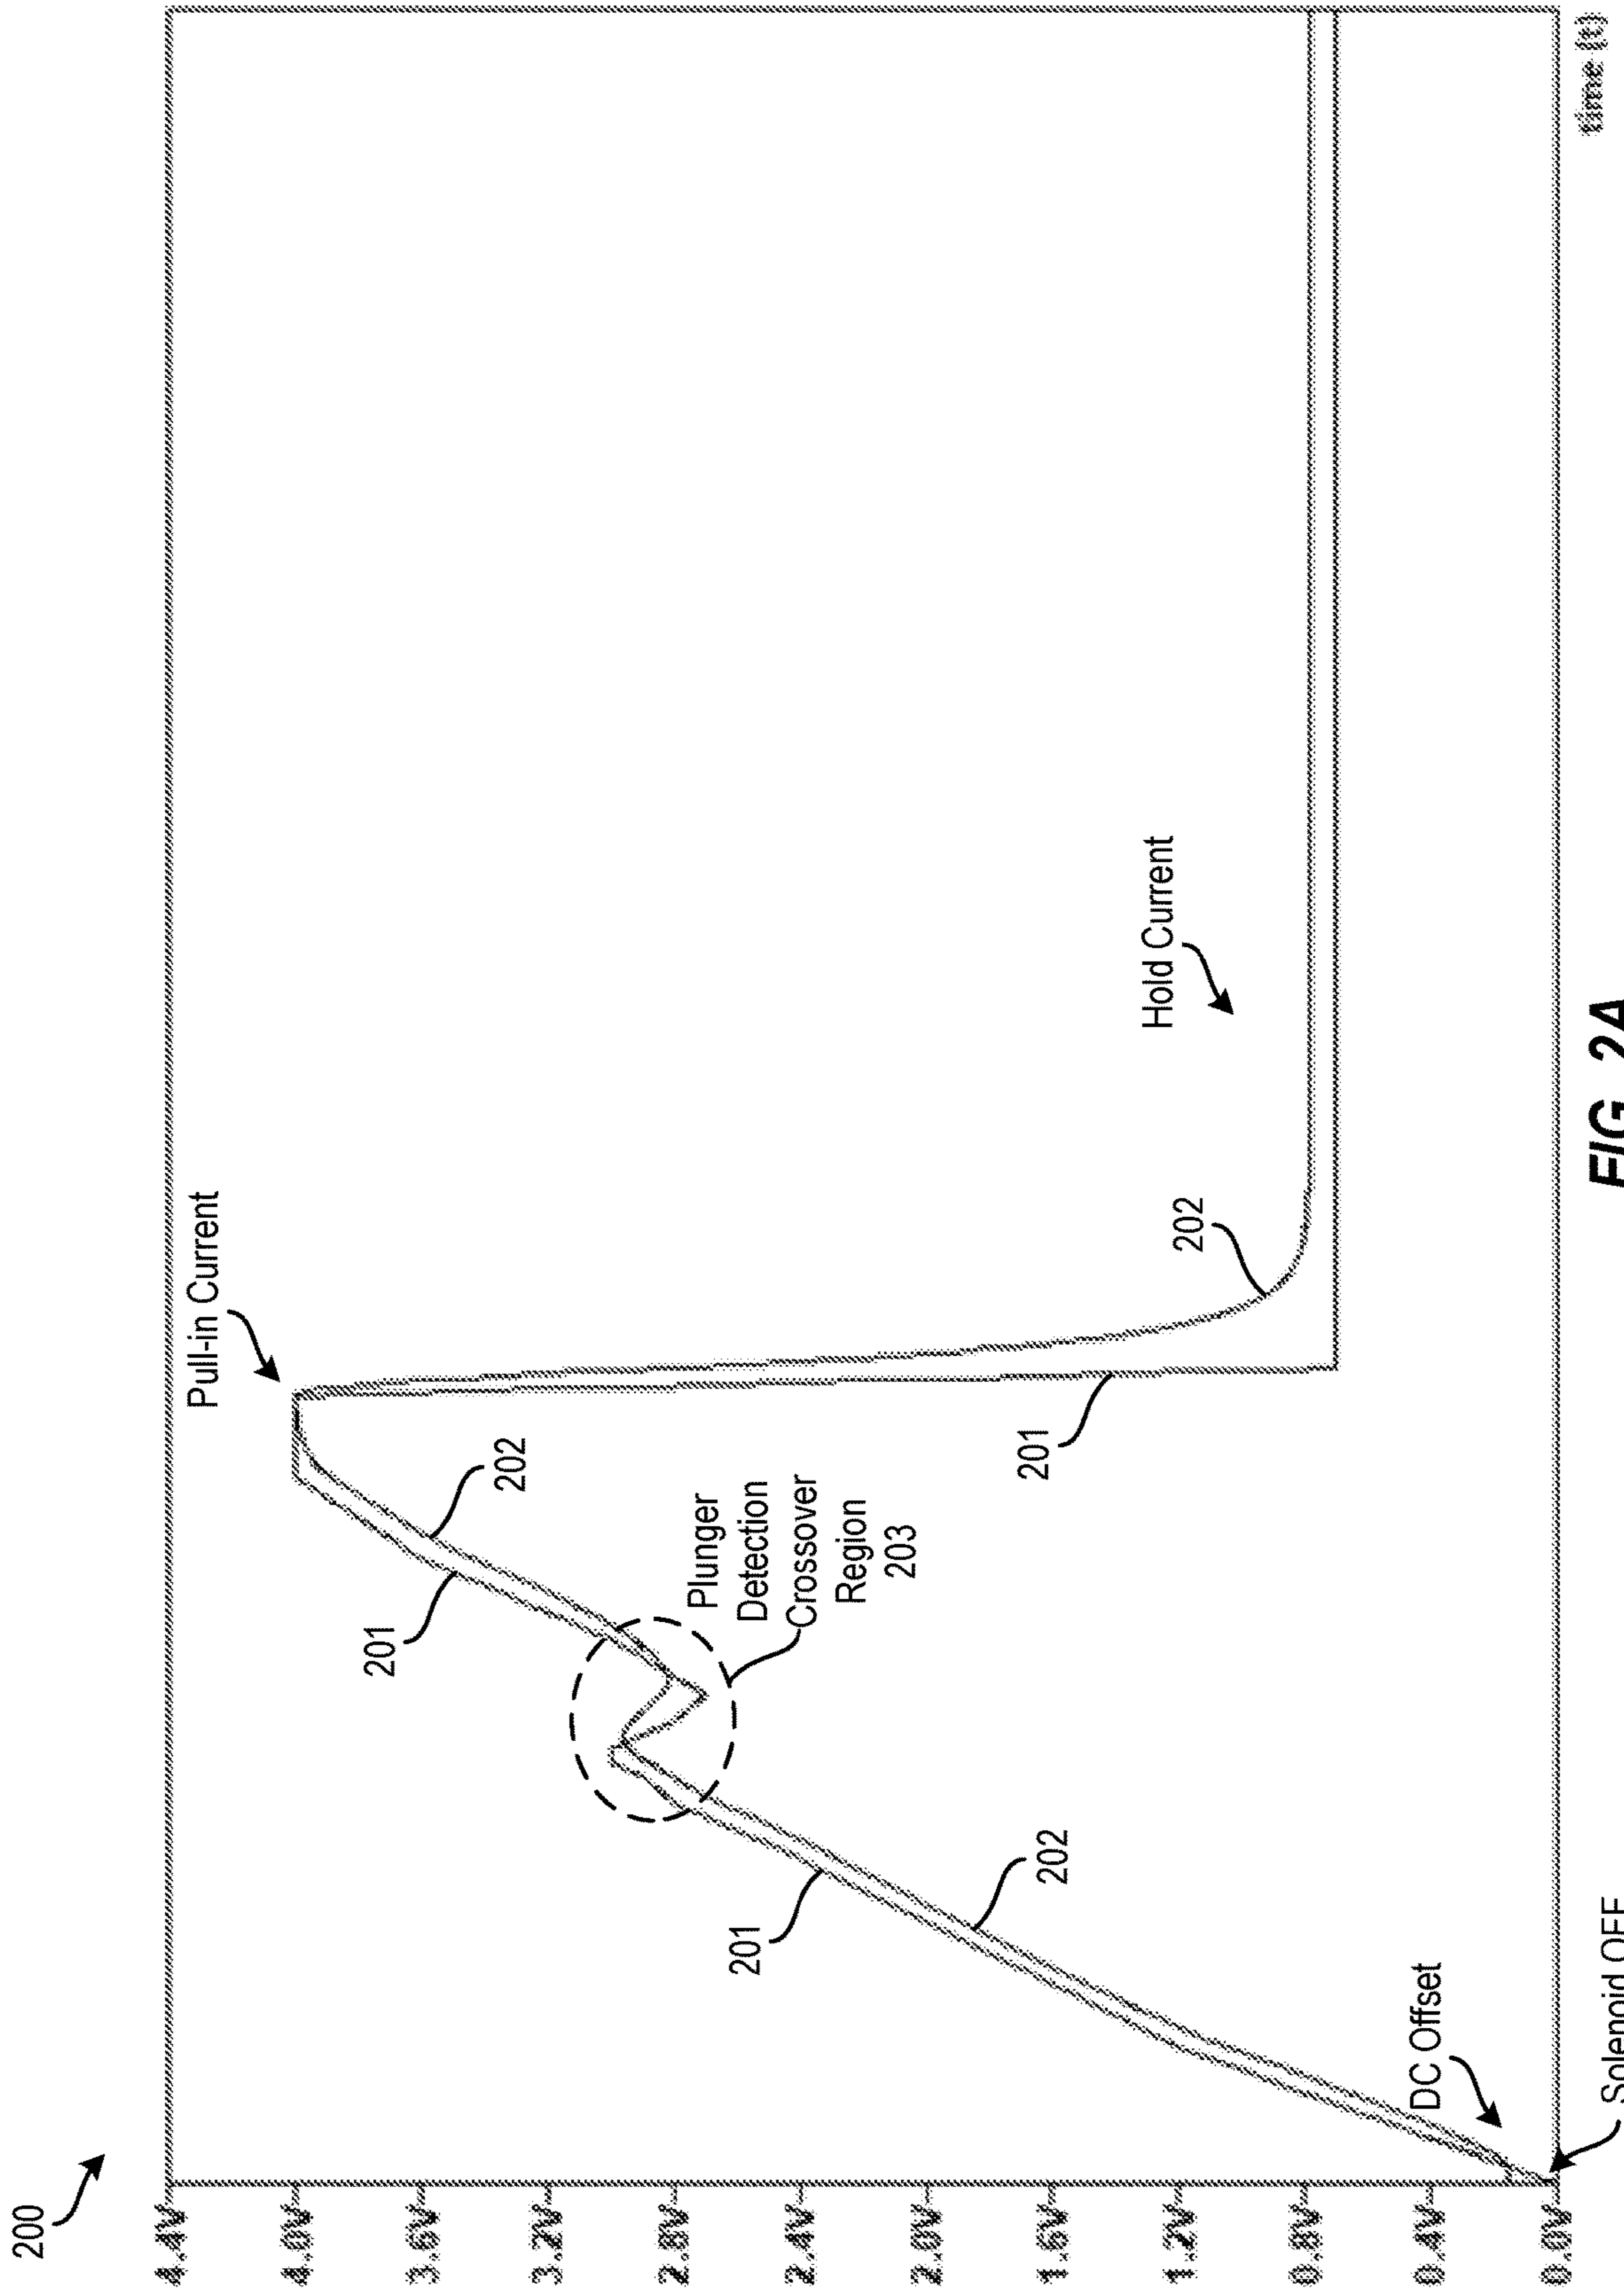 200
4.4V
4.0V
3.6V
3.2V
2.8V
2.4V
2.0V
1.6V
1.2V
0.8V
0.4V
0.0V
Pull-in Current
202
201
Plunger
Detection
Crossover
Region
203
201
202
201
202
Hold Current
DC Offset
Solenoid OFF
time (t)
FIG. 2A